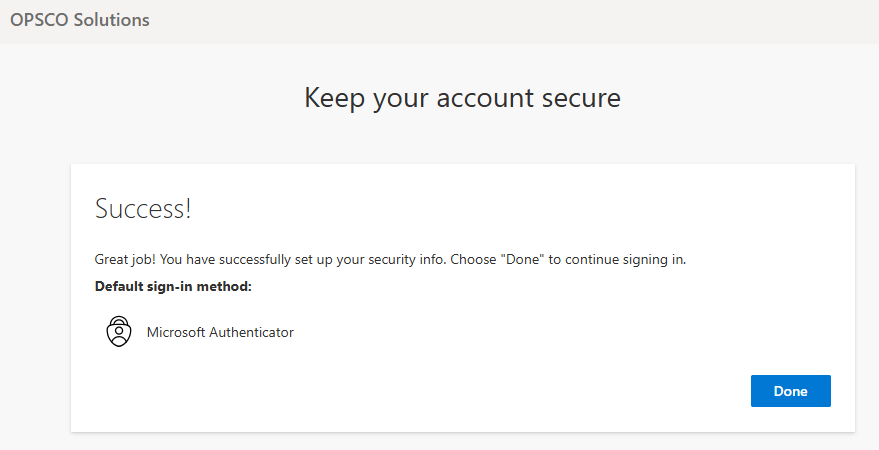 OPSCO Solutions
Keep your account secure
Success!
Great job! You have successfully set up your security info. Choose "Done" to continue signing in.
Default sign-in method:
Microsoft Authenticator
Done